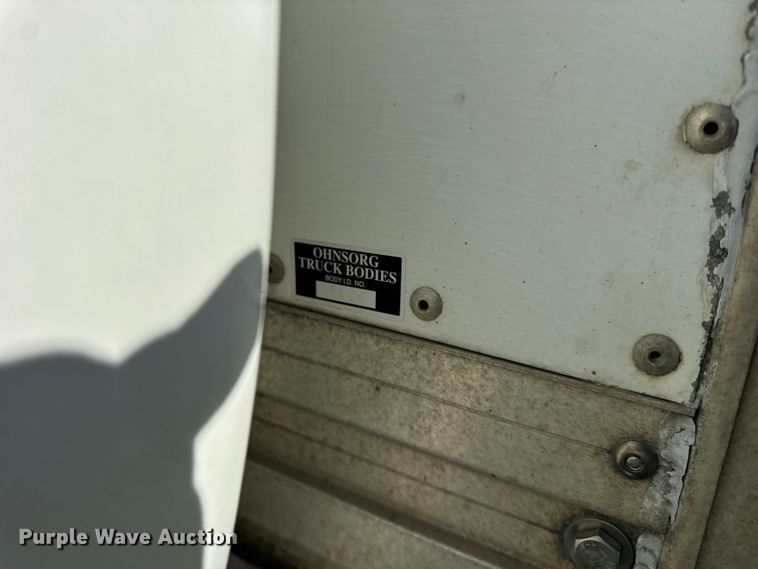 OHNSORG
TRUCK BODIES
BODY I.D. NO.
Purple Wave Auction